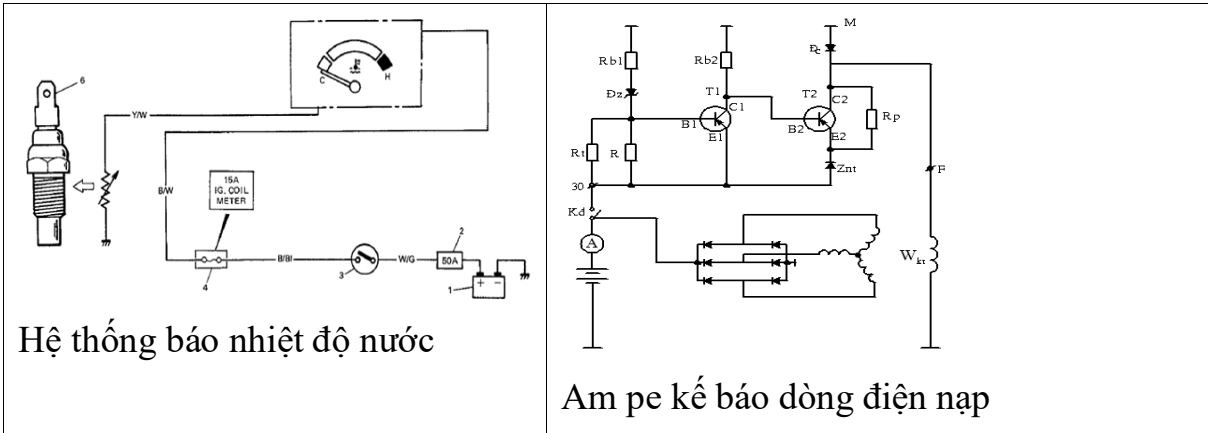 6
C
H
Y/W
B/W
15A
IG. COIL
METER
4
B/Bl
3
W/G
2
50A
1
+ -
Hệ thống báo nhiệt độ nước
M
Đc
Rb1
Rb2
Đz
T1
C1
B1
E1
T2
C2
B2
E2
Rp
Rt
R
Znt
30
F
Kđ
A
Wkt
Am pe kế báo dòng điện nạp